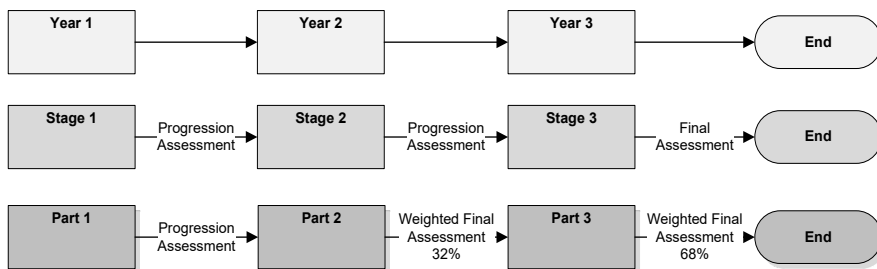 Year 1
Year 2
Year 3
End
Stage 1
Progression
Assessment
Stage 2
Progression
Assessment
Stage 3
Final
Assessment
End
Part 1
Progression
Assessment
Part 2
Weighted Final
Assessment
32%
Part 3
Weighted Final
Assessment
68%
End